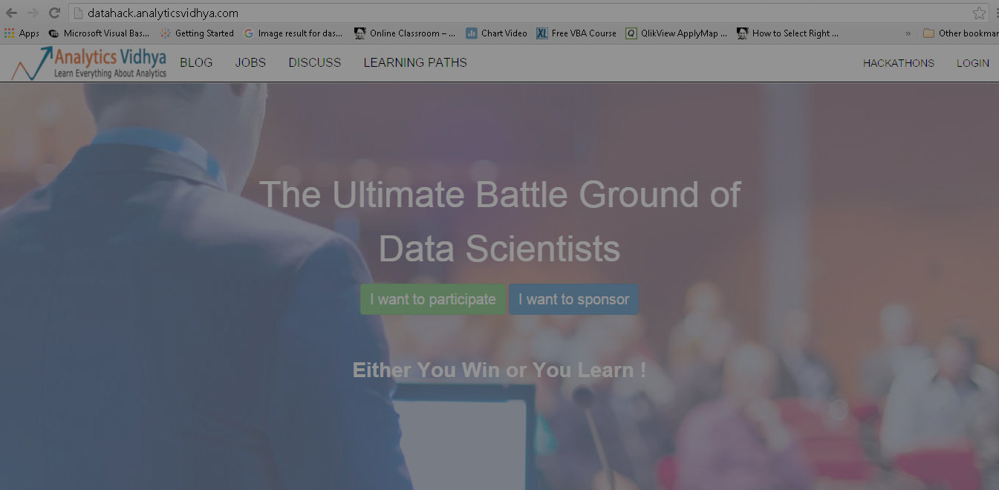 datahack.analyticsvidhya.com
Apps Microsoft Visual Bas... Getting Started Image result for das... Online Classroom – ... Chart Video XL Free VBA Course Q QlikView ApplyMap ... How to Select Right ... » Other bookmar
Analytics Vidhya
Learn Everything About Analytics
BLOG JOBS DISCUSS LEARNING PATHS HACKATHONS LOGIN
The Ultimate Battle Ground of
Data Scientists
I want to participate I want to sponsor
Either You Win or You Learn !